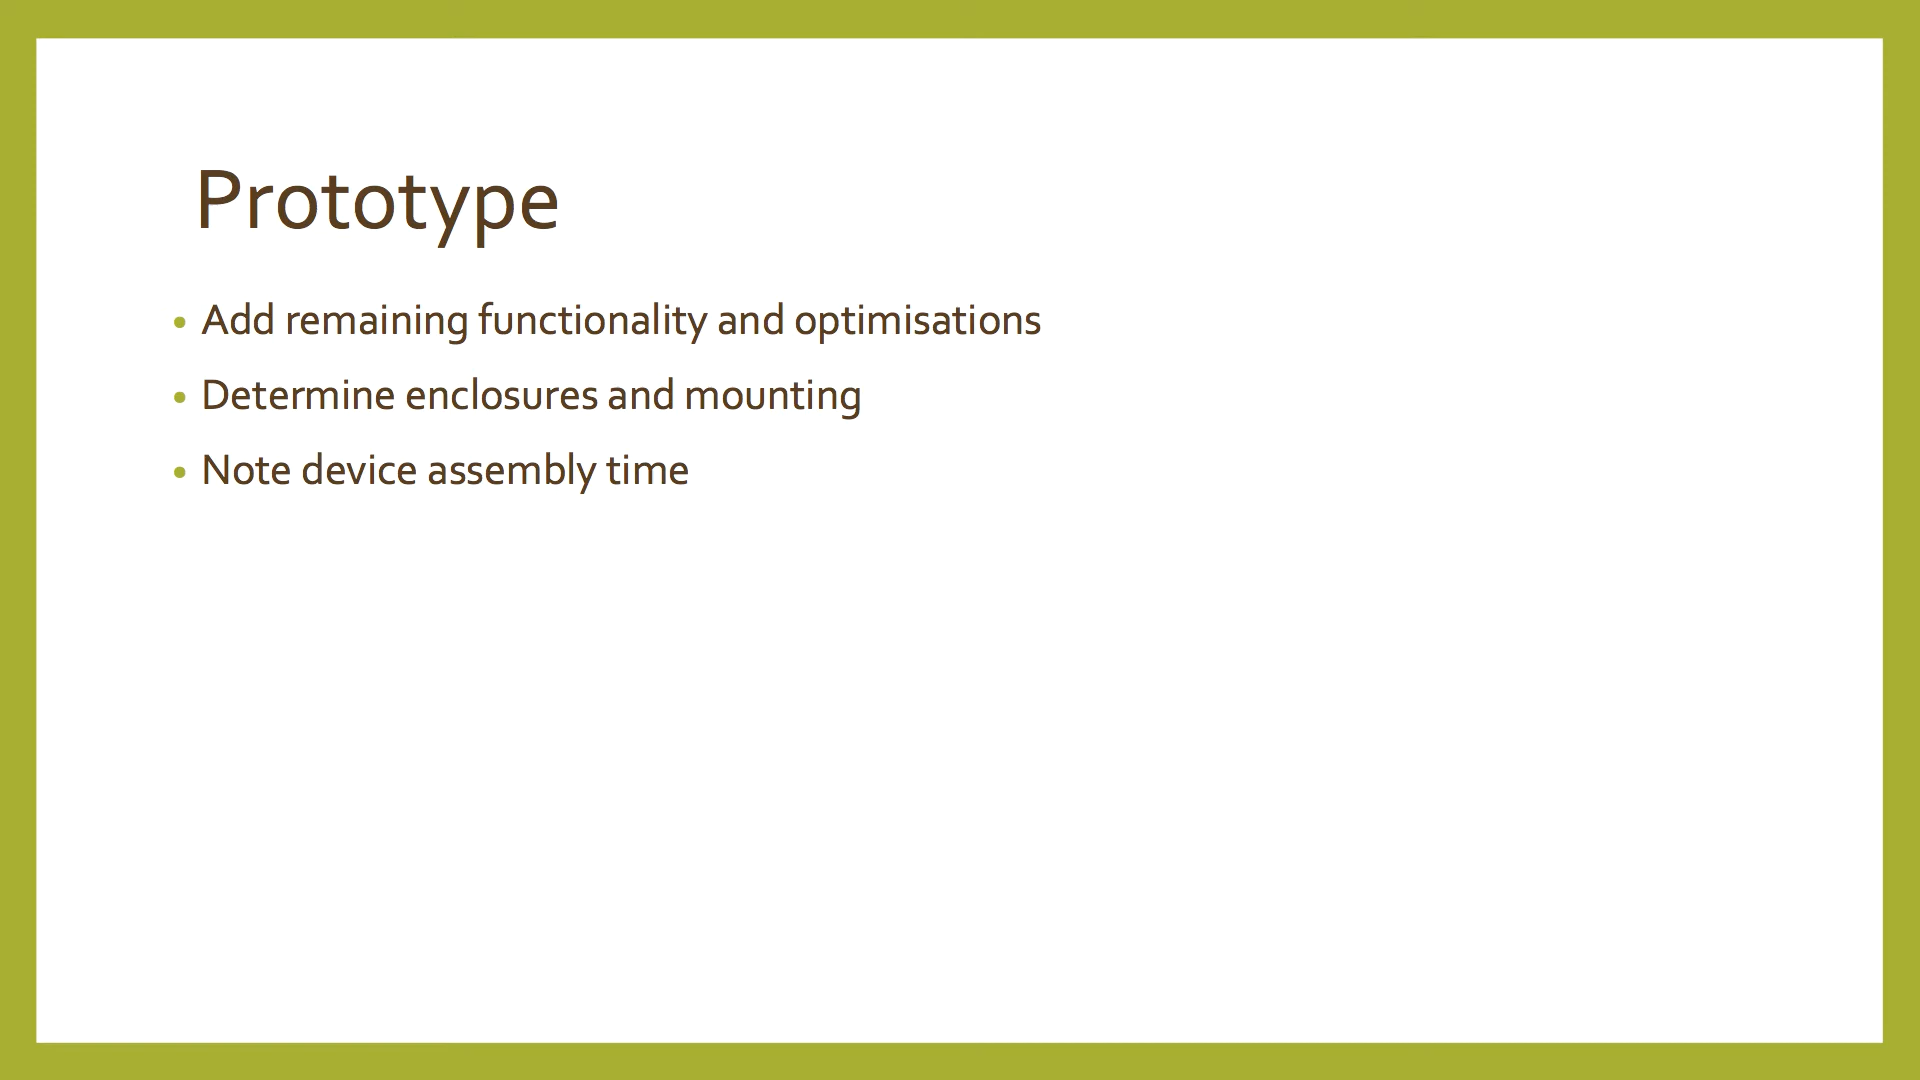 Prototype
• Add remaining functionality and optimisations
• Determine enclosures and mounting
• Note device assembly time